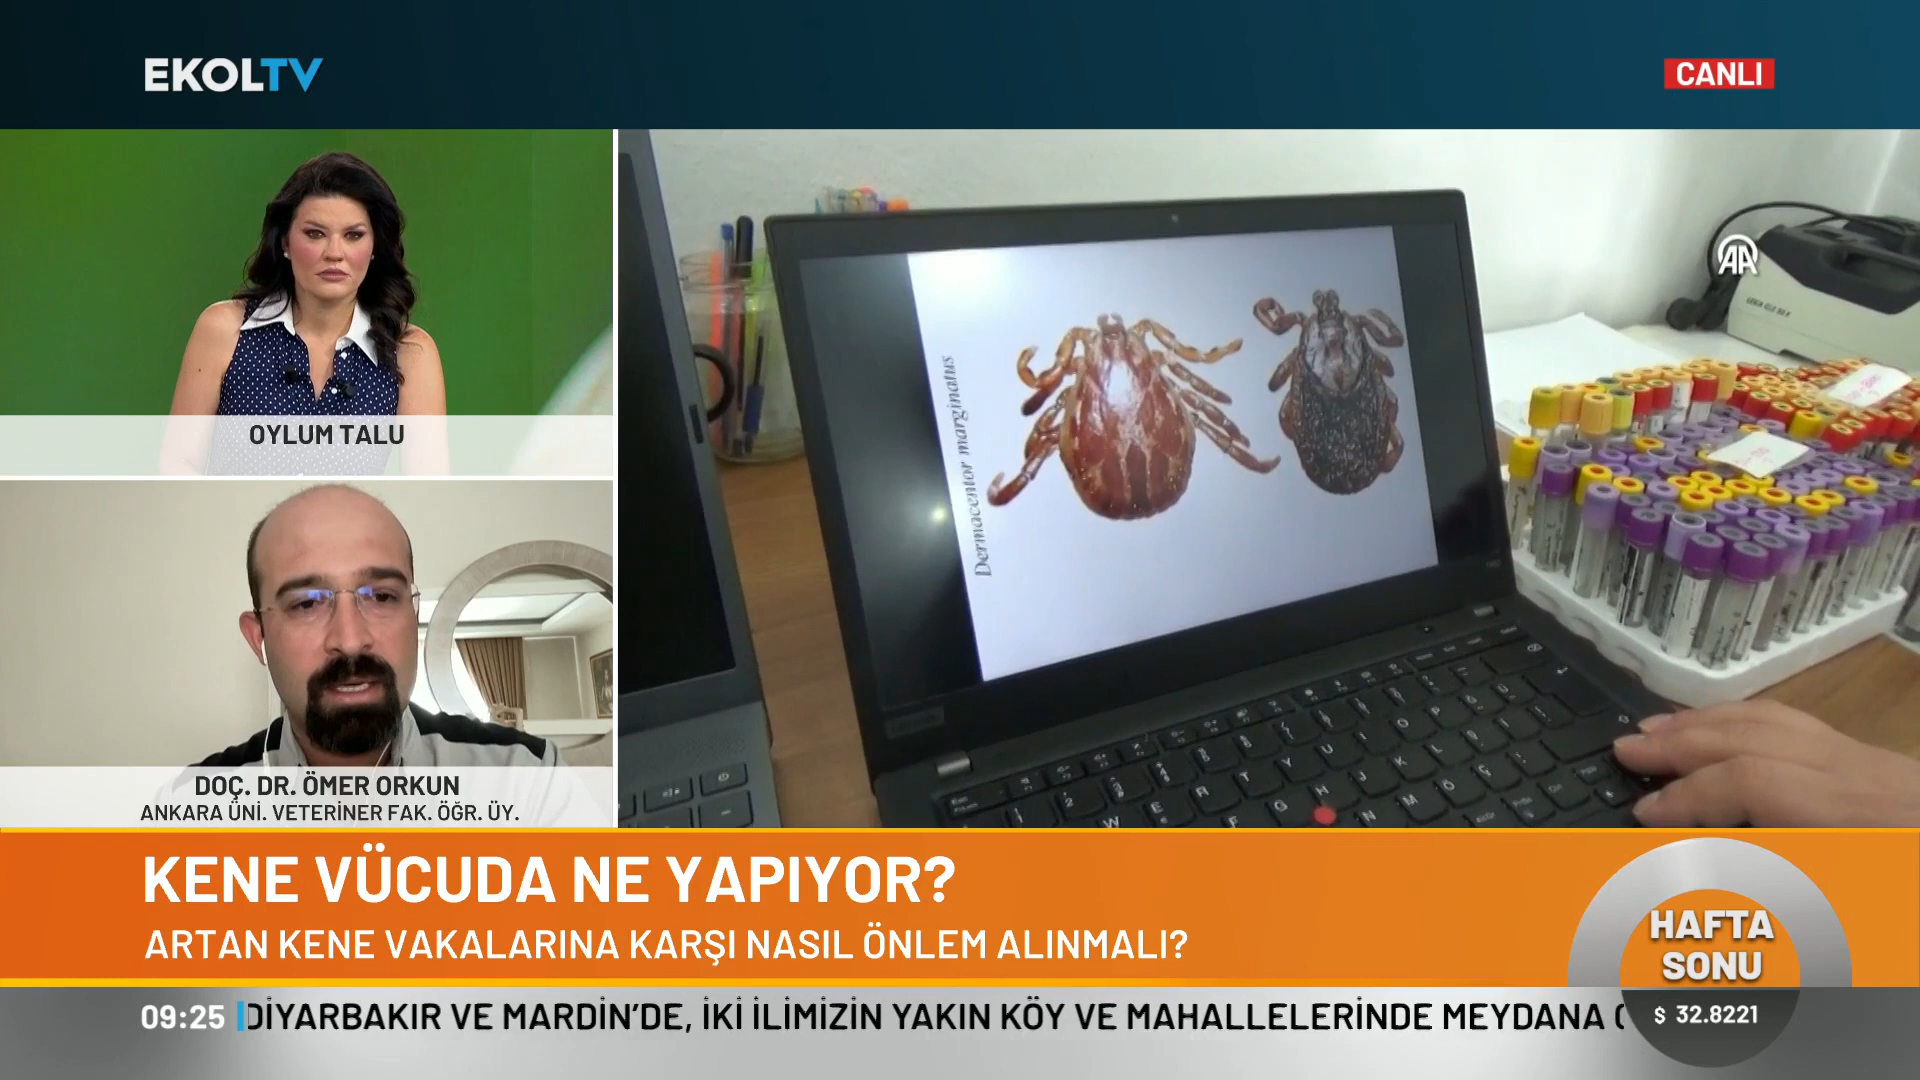 EKOLTV
CANLI
AA
Dermacentor marginatus
OYLUM TALU
DOÇ. DR. ÖMER ORKUN
ANKARA ÜNİ. VETERİNER FAK. ÖĞR. ÜY.
KENE VÜCUDA NE YAPIYOR?
ARTAN KENE VAKALARINA KARŞI NASIL ÖNLEM ALINMALI?
HAFTA
SONU
09:25
DİYARBAKIR VE MARDİN'DE, İKİ İLİMİZİN YAKIN KÖY VE MAHALLELERİNDE MEYDANA
$ 32.8221